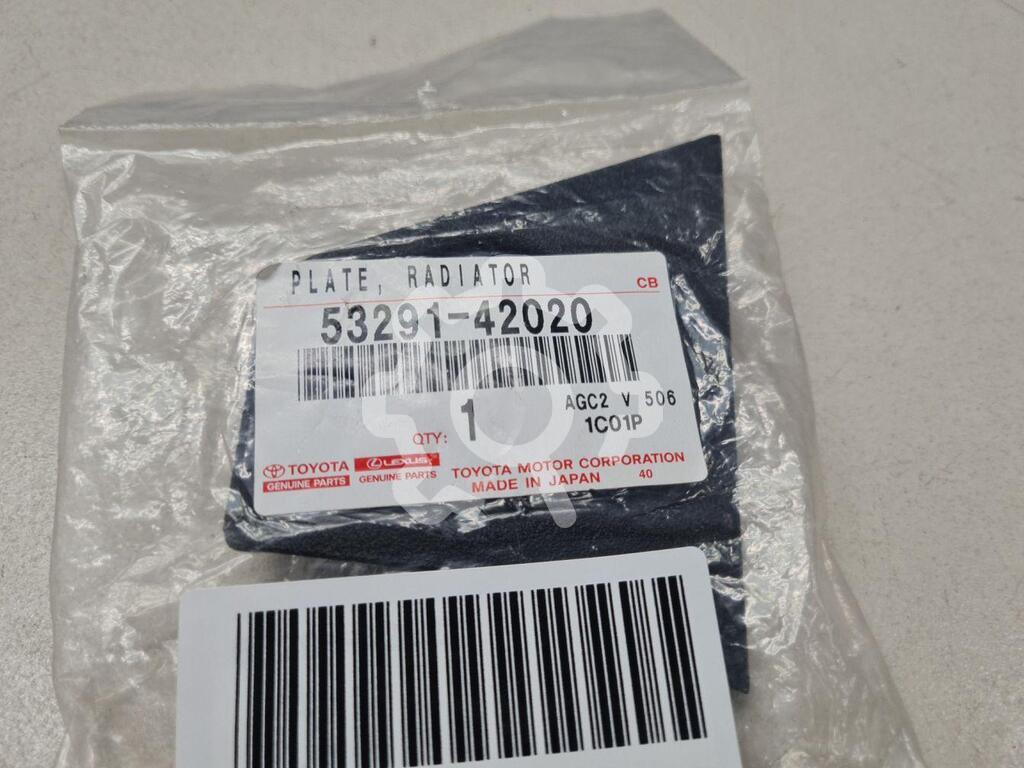 PLATE, RADIATOR
CB
53291-42020
AGC2 V 506
QTY: 1 1C01P
TOYOTA LEXUS
GENUINE PARTS GENUINE PARTS
TOYOTA MOTOR CORPORATION
MADE IN JAPAN 40